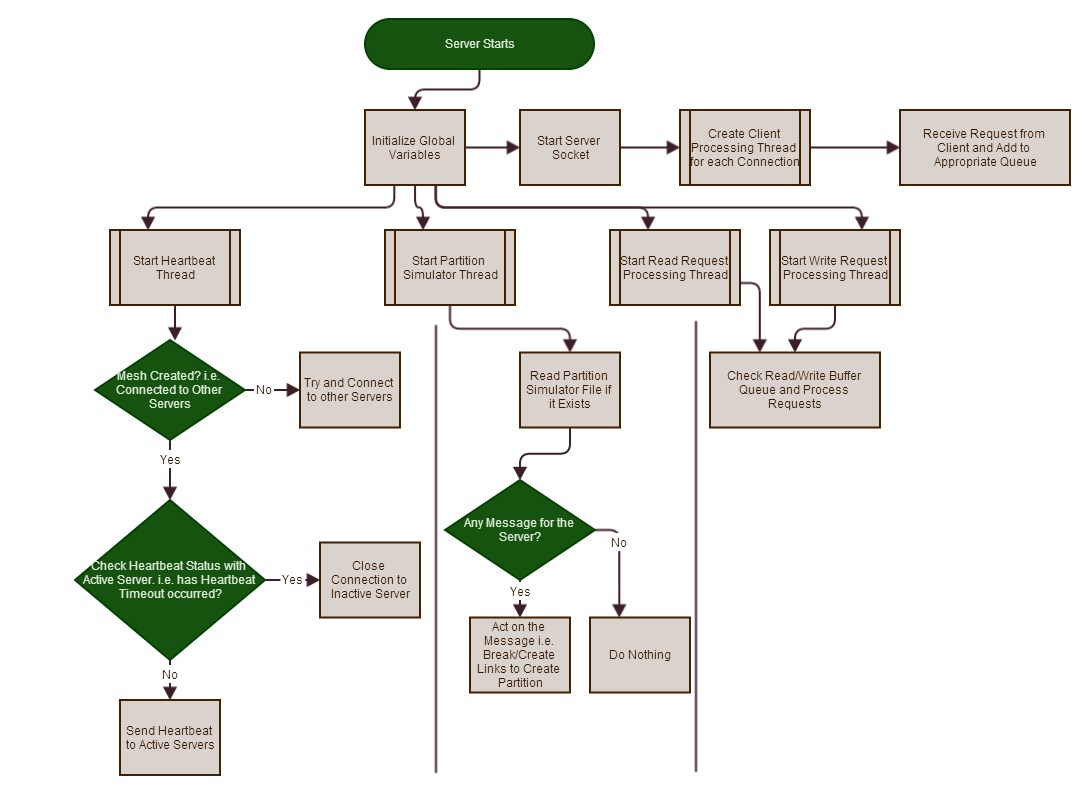 Server Starts
Initialize Global
Variables
Start Server
Socket
Create Client
Processing Thread
for each Connection
Receive Request from
Client and Add to
Appropriate Queue
Start Heartbeat
Thread
Start Partition
Simulator Thread
Start Read Request
Processing Thread
Start Write Request
Processing Thread
Mesh Created? i.e.
Connected to Other
Servers
No
Try and Connect
to other Servers
Read Partition
Simulator File if
it Exists
Check Read/Write Buffer
Queue and Process
Requests
Yes
Any Message for the
Server?
No
Check Heartbeat Status with
Active Server. i.e. has Heartbeat
Timeout occurred?
Yes
Close
Connection to
Inactive Server
Yes
Act on the
Message i.e.
Break/Create
Links to Create
Partition
Do Nothing
No
Send Heartbeat
to Active Servers